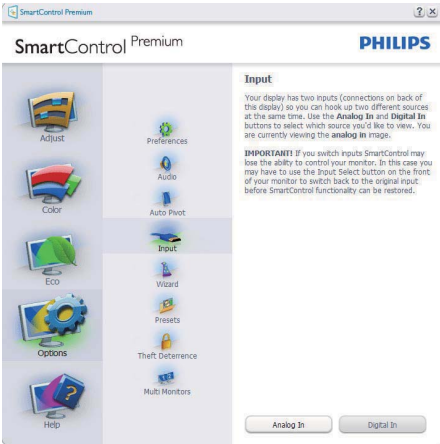 SmartControl Premium
SmartControl Premium
PHILIPS
Adjust
Color
Eco
Options
Help
Preferences
Audio
Auto Pivot
Input
Wizard
Presets
Theft Deterrence
Multi Monitors
Input
Your display has two inputs (connections on back of
this display) so you can hook up two different sources
at the same time. Use the Analog In and Digital In
buttons to select which source you'd like to view. You
are currently viewing the analog in image.
IMPORTANT! If you switch inputs SmartControl may
lose the ability to control your monitor. In this case you
may have to use the Input Select button on the front
of your monitor to switch back to the original input
before SmartControl functionality can be restored.
Analog In
Digital In